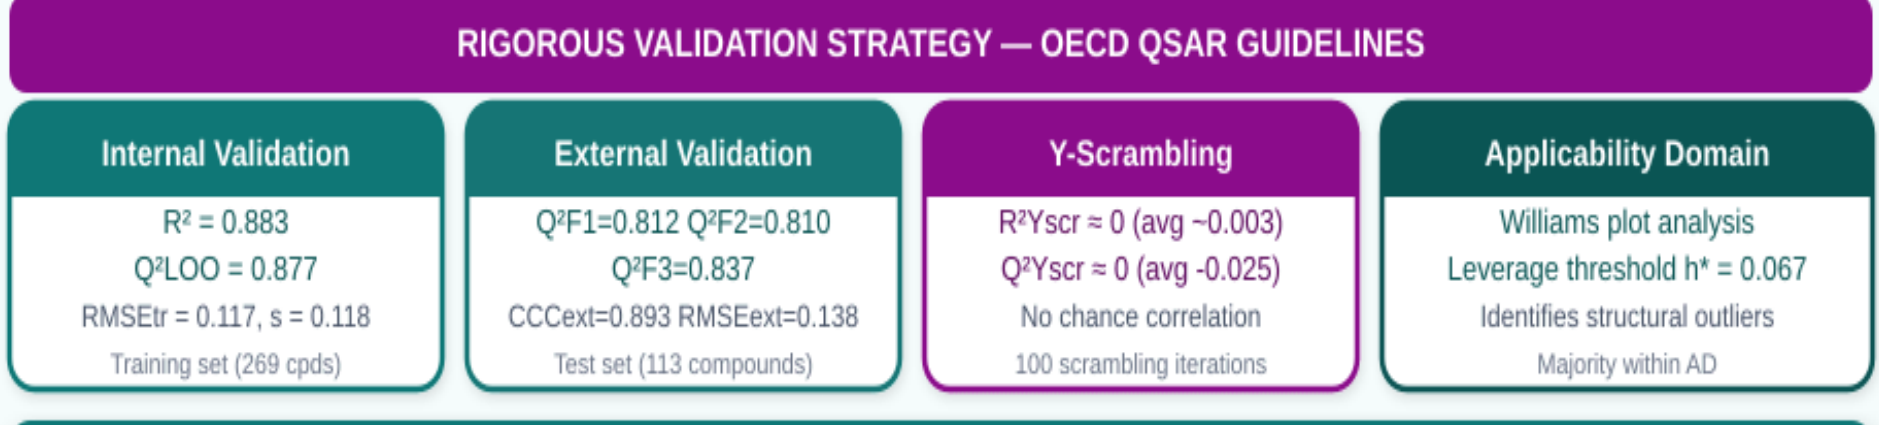 RIGOROUS VALIDATION STRATEGY — OECD QSAR GUIDELINES
Internal Validation
R² = 0.883
Q²LOO = 0.877
RMSEtr = 0.117, s = 0.118
Training set (269 cpds)
External Validation
Q²F1=0.812 Q²F2=0.810
Q²F3=0.837
CCCext=0.893 RMSEext=0.138
Test set (113 compounds)
Y-Scrambling
R²Yscr ≈ 0 (avg ~0.003)
Q²Yscr ≈ 0 (avg -0.025)
No chance correlation
100 scrambling iterations
Applicability Domain
Williams plot analysis
Leverage threshold h* = 0.067
Identifies structural outliers
Majority within AD